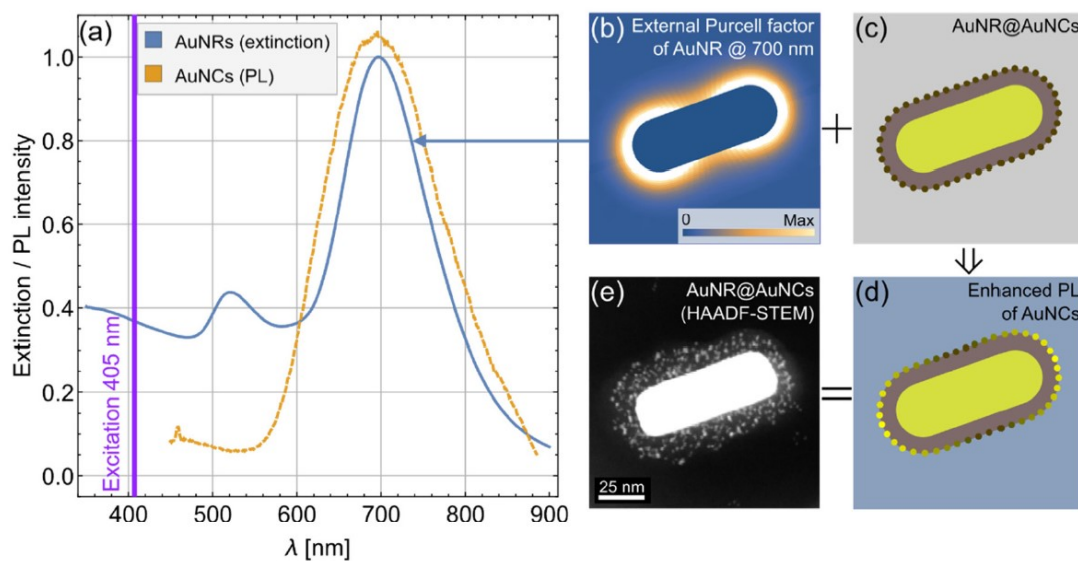 (a)
AuNRs (extinction)
AuNCs (PL)
Extinction / PL intensity
1.0
0.8
0.6
0.4
0.2
0.0
Excitation 405 nm
400 500 600 700 800 900
λ [nm]
(b) External Purcell factor
of AuNR @ 700 nm
0 Max
+
(c) AuNR@AuNCs
⇓
(e) AuNR@AuNCs
(HAADF-STEM)
25 nm
=
(d) Enhanced PL
of AuNCs